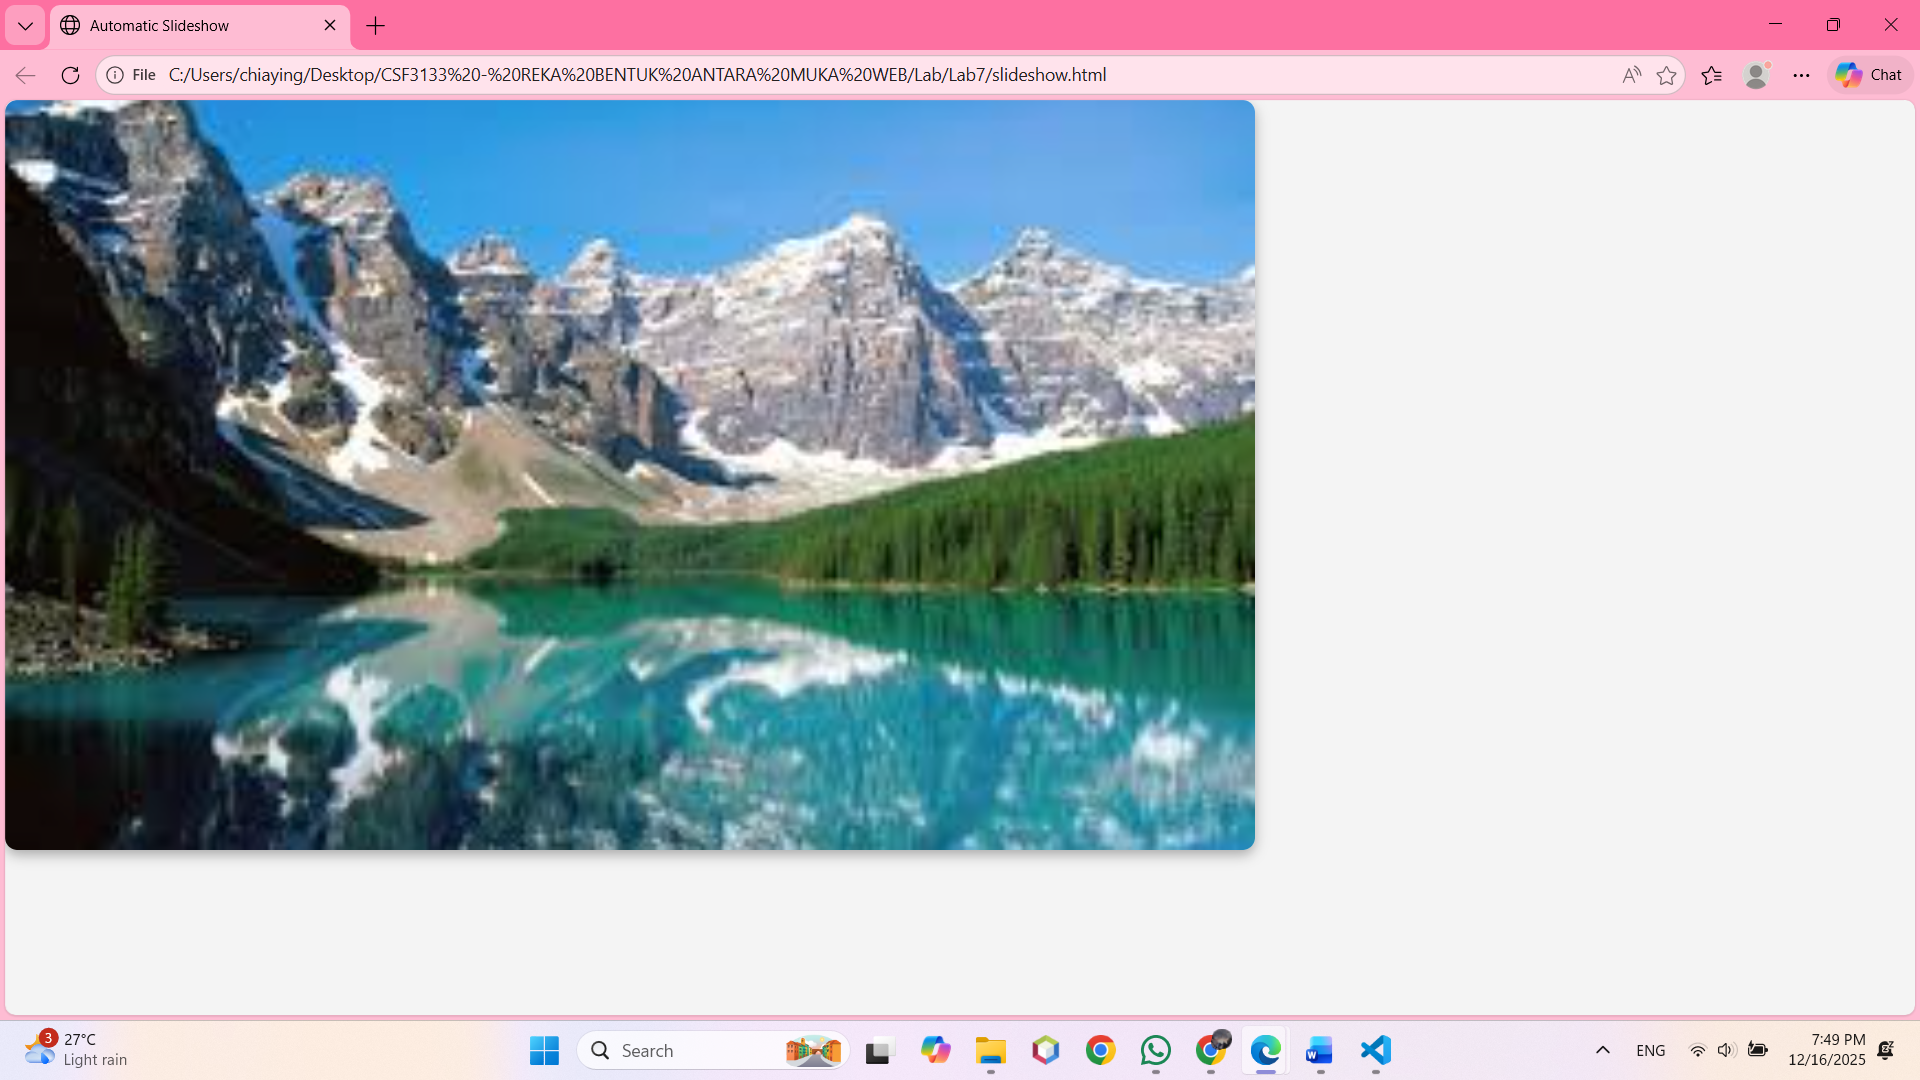 Automatic Slideshow
File C:/Users/chiaying/Desktop/CSF3133%20-%20REKA%20BENTUK%20ANTARA%20MUKA%20WEB/Lab/Lab7/slideshow.html
Chat
3
27°C
Light rain
Search
ENG
7:49 PM
12/16/2025